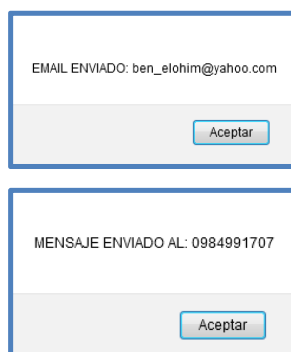 EMAIL ENVIADO: ben_elohim@yahoo.com
Aceptar
MENSAJE ENVIADO AL: 0984991707
Aceptar